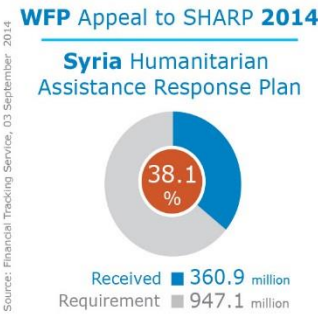 WFP Appeal to SHARP 2014
Syria Humanitarian
Assistance Response Plan
38.1
%
Received 360.9 million
Requirement 947.1 million
Source: Financial Tracking Service, 03 September 2014